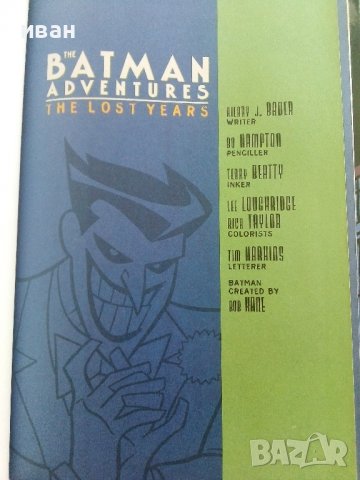 иван
THE
BATMAN
ADVENTURES
THE LOST YEARS
HILARY J. BADER
WRITER
BO HAMPTON
PENCILLER
TERRY BEATTY
INKER
LEE LOUGHRIDGE
RICK TAYLOR
COLORISTS
TIM HARKINS
LETTERER
BATMAN
CREATED BY
BOB KANE
BAZAR
bg